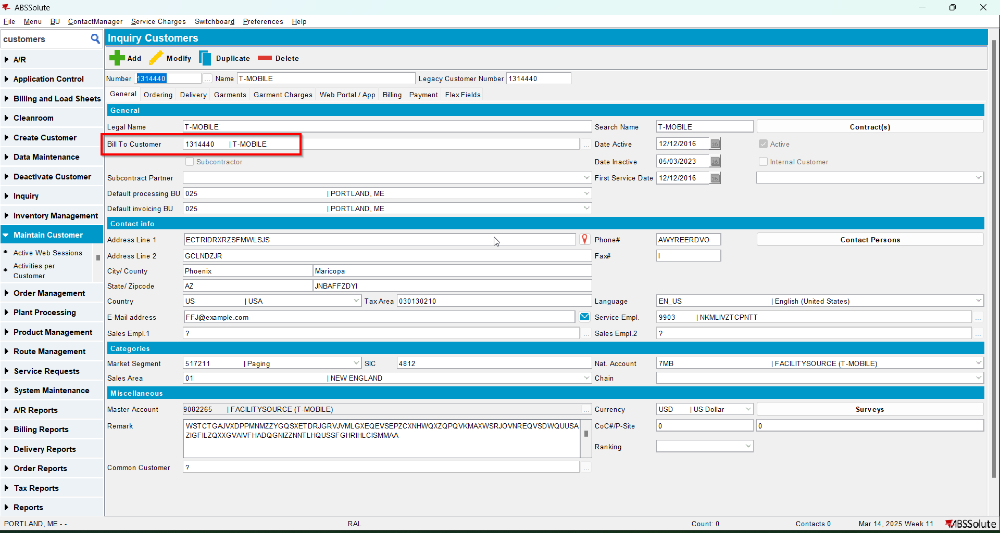 ABSSolute
File Menu BU ContactManager Service Charges Switchboard Preferences Help
customers
Inquiry Customers
Add Modify Duplicate Delete
Number 1314440 ... Name T-MOBILE Legacy Customer Number 1314440
General Ordering Delivery Garments Garment Charges Web Portal / App Billing Payment Flex Fields
General
Legal Name T-MOBILE Search Name T-MOBILE Contract(s)
Bill To Customer 1314440 | T-MOBILE ... Date Active 12/12/2016 16 Active
Subcontractor Date Inactive 05/03/2023 16 Internal Customer
Subcontract Partner First Service Date 12/12/2016 16
Default processing BU 025 | PORTLAND, ME
Default invoicing BU 025 | PORTLAND, ME
Contact info
Address Line 1 ECTRIDRXRZSFMWLSJS Phone# AWYREERDVO Contact Persons
Address Line 2 GCLNDZJR Fax# I
City/ County Phoenix Maricopa
State/ Zipcode AZ JNBAFFZDYI
Country US | USA Tax Area 030130210 Language EN_US | English (United States)
E-Mail address FFJ@example.com Service Empl. 9903 | NKMLIVZTCPNTT ...
Sales Empl.1 ? ... Sales Empl.2 ? ...
Categories
Market Segment 517211 | Paging SIC 4812 Nat. Account 7MB | FACILITYSOURCE (T-MOBILE)
Sales Area 01 | NEW ENGLAND Chain
Miscellaneous
Master Account 9082265 | FACILITYSOURCE (T-MOBILE) ... Currency USD | US Dollar Surveys
Remark WSTCTGAJVXDPPMNMZZYGQSXETDRJGRVJVMLGXEQEVSEPZCXNHWQXZQPQVKMAXWSRJOVNREQVSDWQUUSA CoC#/P-Site 0 0
ZIGFILZQXXGVAIVFHADQGNIZZNNTLHQUSSFGHRIHLCISMMAA
Ranking
Common Customer ? ...
A/R
Application Control
Billing and Load Sheets
Cleanroom
Create Customer
Data Maintenance
Deactivate Customer
Inquiry
Inventory Management
Maintain Customer
Active Web Sessions
Activities per
Customer
Order Management
Plant Processing
Product Management
Route Management
Service Requests
System Maintenance
A/R Reports
Billing Reports
Delivery Reports
Order Reports
Tax Reports
Reports
PORTLAND, ME - - RAL Count: 0 Contacts 0 Mar 14, 2025 Week 11 ABSSolute